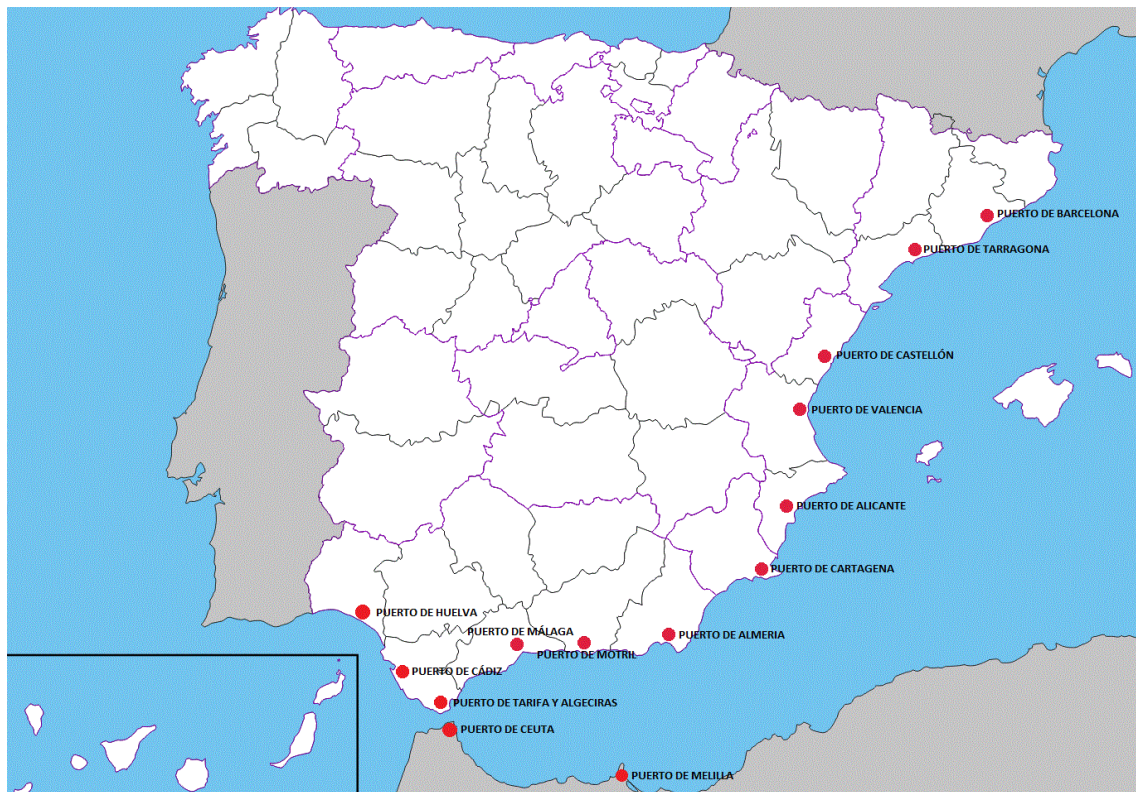 PUERTO DE BARCELONA
PUERTO DE TARRAGONA
PUERTO DE CASTELLÓN
PUERTO DE VALENCIA
PUERTO DE ALICANTE
PUERTO DE CARTAGENA
PUERTO DE HUELVA
PUERTO DE MÁLAGA
PUERTO DE ALMERIA
PUERTO DE MOTRIL
PUERTO DE CÁDIZ
PUERTO DE TARIFA Y ALGECIRAS
PUERTO DE CEUTA
PUERTO DE MELILLA